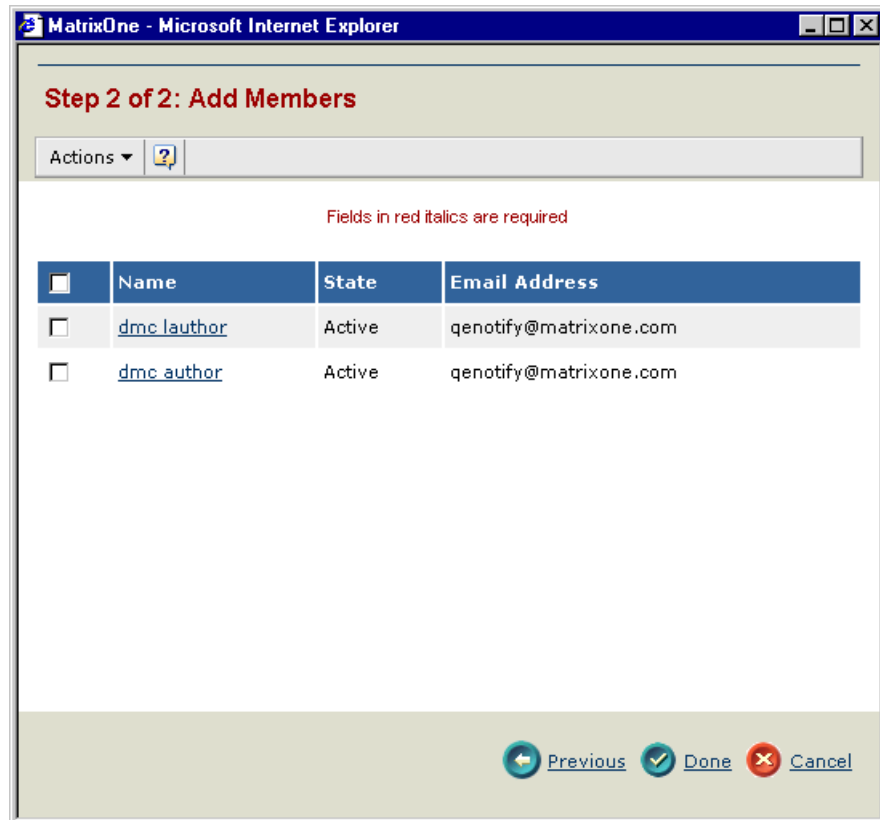 MatrixOne - Microsoft Internet Explorer
Step 2 of 2: Add Members
Actions
Fields in red italics are required
Name State Email Address
dmc lauthor Active qenotify@matrixone.com
dmc author Active qenotify@matrixone.com
Previous Done Cancel